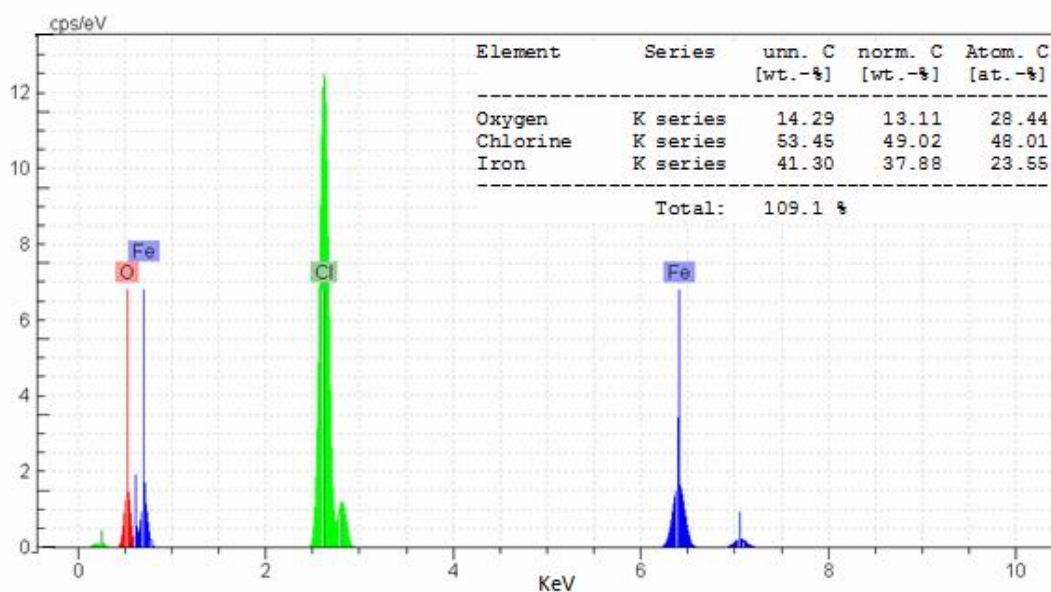 cps/eV
Element Series unn. C norm. C Atom. C
[wt.-%] [wt.-%] [at.-%]
-----------------------------------------------
Oxygen K series 14.29 13.11 28.44
Chlorine K series 53.45 49.02 48.01
Iron K series 41.30 37.88 23.55
-----------------------------------------------
Total: 109.1 %
12
10
8
6
4
2
0
Fe
O
Cl
Fe
0 2 4 6 8 10
KeV